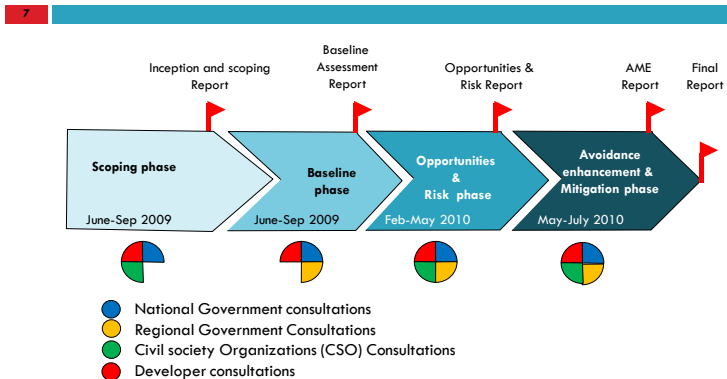 7
Inception and scoping
Report
Baseline
Assessment
Report
Opportunities &
Risk Report
AME
Report
Final
Report
Scoping phase
June-Sep 2009
Baseline
phase
June-Sep 2009
Opportunities
&
Risk phase
Feb-May 2010
Avoidance
enhancement &
Mitigation phase
May-July 2010
National Government consultations
Regional Government Consultations
Civil society Organizations (CSO) Consultations
Developer consultations